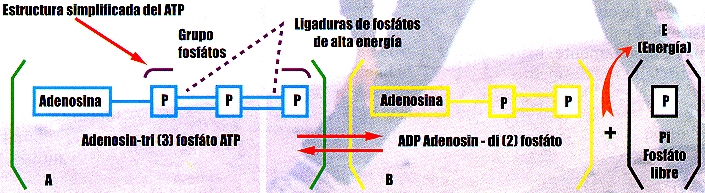 Estructura simplificada del ATP
Grupo
fosfátos
Ligaduras de fosfátos
de alta energía
E
(Energía)
Adenosina
P
P
P
Adenosin-tri (3) fosfáto ATP
A
Adenosina
P
P
ADP Adenosin - di (2) fosfáto
B
+
P
Pi
Fosfáto
libre